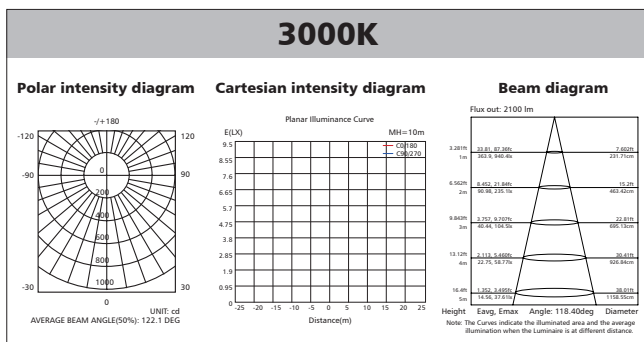 3000K
Polar intensity diagram
Cartesian intensity diagram
Beam diagram
-/+180
-120
120
-90
90
-30
30
0
0
200
400
600
800
1000
UNIT: cd
AVERAGE BEAM ANGLE(50%): 122.1 DEG
Planar Illuminance Curve
E(LX)
MH=10m
C0/180
C90/270
9.5
8.55
7.6
6.65
5.7
4.75
3.8
2.85
1.9
0.95
0
-25 -20 -15 -10 -5 0 5 10 15 20 25
Distance(m)
Flux out: 2100 lm
3.281ft 33.81, 87.36fc 7.602ft
1m 363.9, 940.4lx 231.71cm
6.562ft 8.452, 21.84fc 15.2ft
2m 90.98, 235.1lx 463.42cm
9.843ft 3.757, 9.707fc 22.81ft
3m 40.44, 104.5lx 695.13cm
13.12ft 2.113, 5.460fc 30.41ft
4m 22.75, 58.77lx 926.84cm
16.4ft 1.352, 3.495fc 38.01ft
5m 14.56, 37.61lx 1158.55cm
Height Eavg, Emax Angle: 118.40deg Diameter
Note: The Curves indicate the illuminated area and the average
illumination when the Luminaire is at different distance.